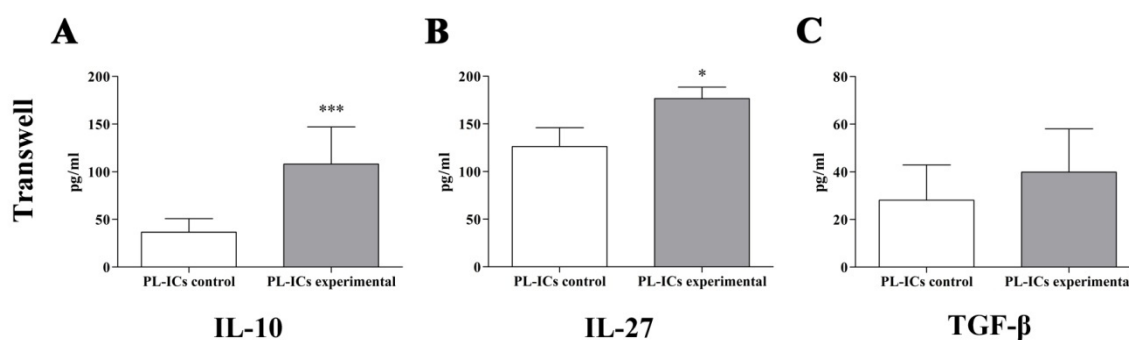 A
B
C
Transwell
pg/ml
200
150
100
50
0
***
PL-ICs control
PL-ICs experimental
IL-10
pg/ml
200
150
100
50
0
*
PL-ICs control
PL-ICs experimental
IL-27
pg/ml
80
60
40
20
0
PL-ICs control
PL-ICs experimenta
TGF-β